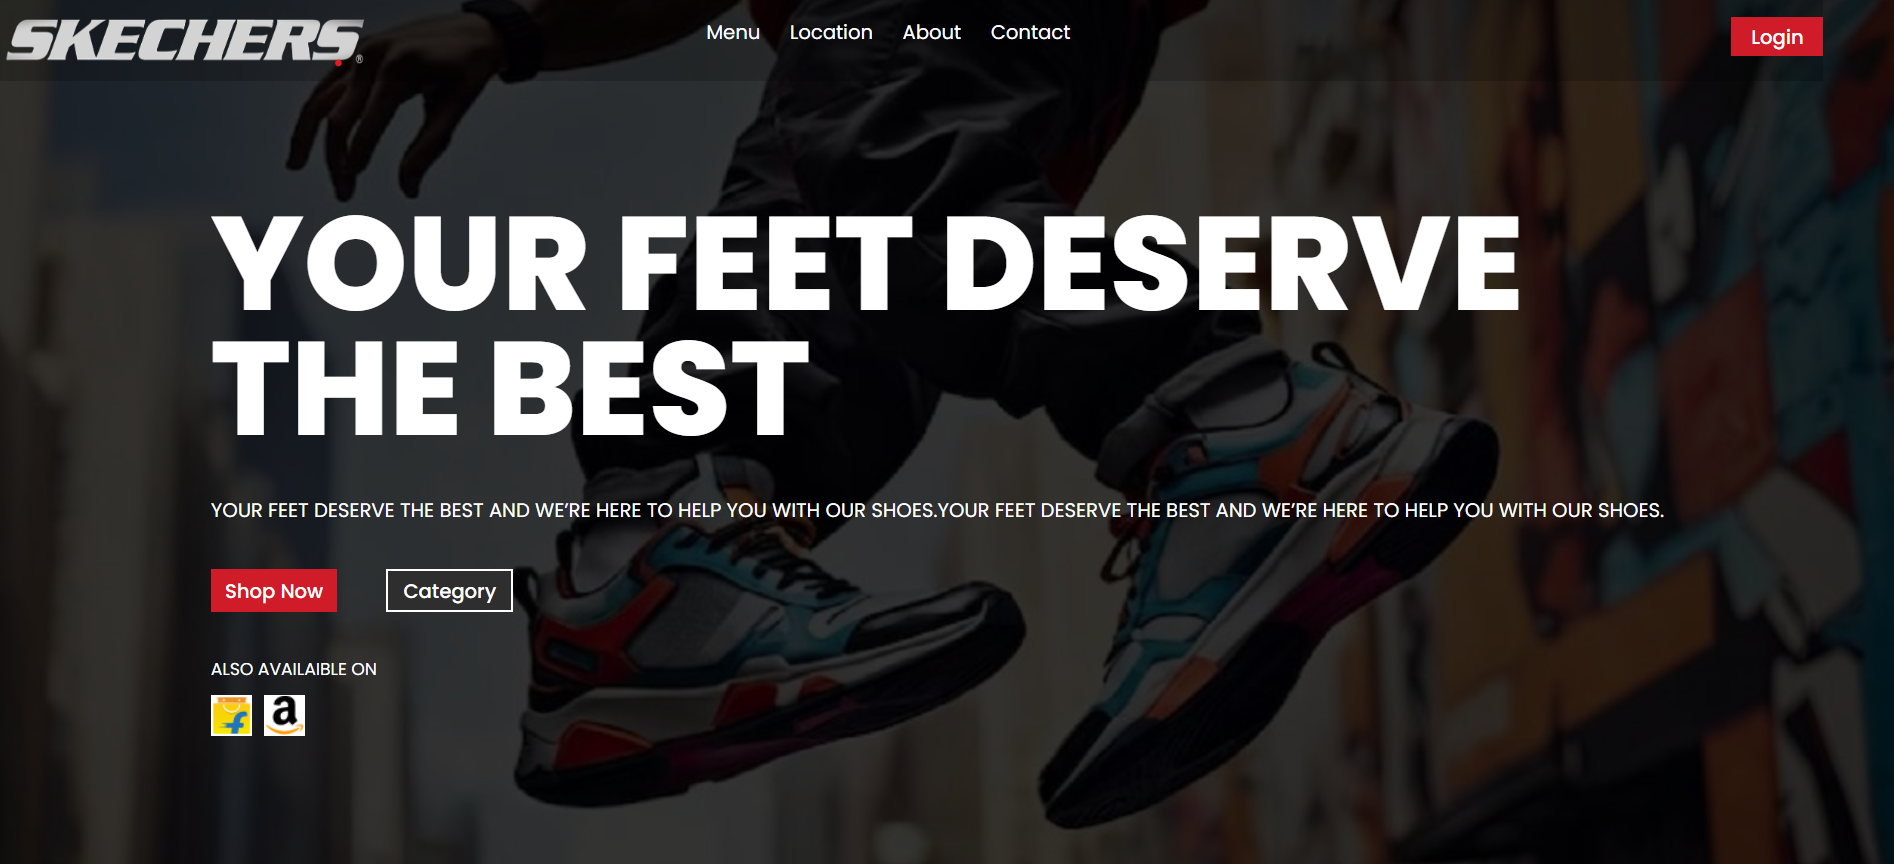 SKECHERS®
Menu Location About Contact
Login
YOUR FEET DESERVE
THE BEST
YOUR FEET DESERVE THE BEST AND WE’RE HERE TO HELP YOU WITH OUR SHOES.YOUR FEET DESERVE THE BEST AND WE’RE HERE TO HELP YOU WITH OUR SHOES.
Shop Now Category
ALSO AVAILAIBLE ON
f a